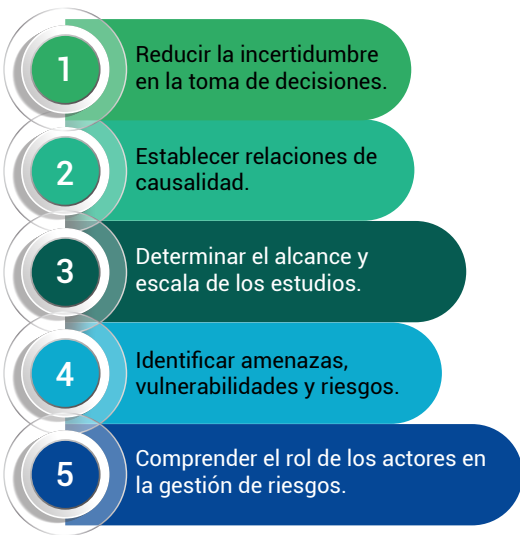 1
Reducir la incertidumbre
en la toma de decisiones.
2
Establecer relaciones de
causalidad.
3
Determinar el alcance y
escala de los estudios.
4
Identificar amenazas,
vulnerabilidades y riesgos.
5
Comprender el rol de los actores en
la gestión de riesgos.